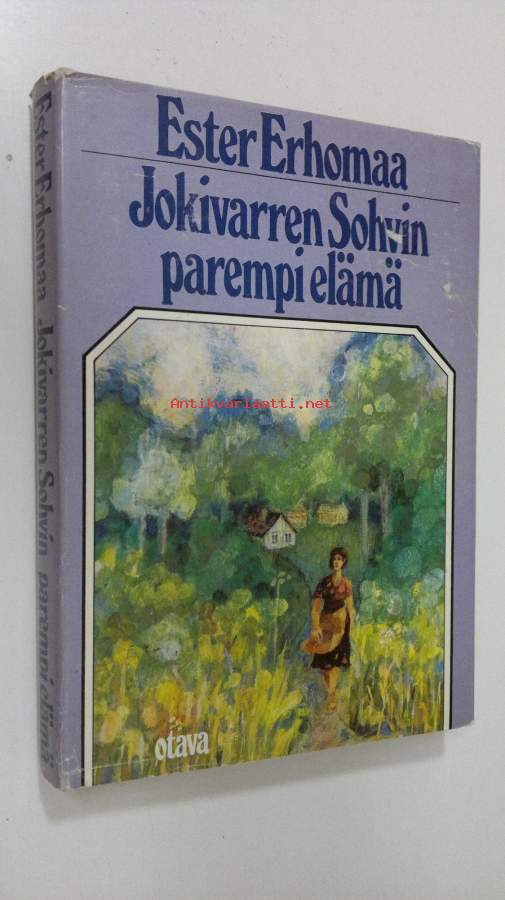 Ester Erhomaa
Jokivarren Sohvin
parempi elämä
Antikvariaatti.net
otava
Ester Erhomaa Jokivarren Sohvin parempi elämä